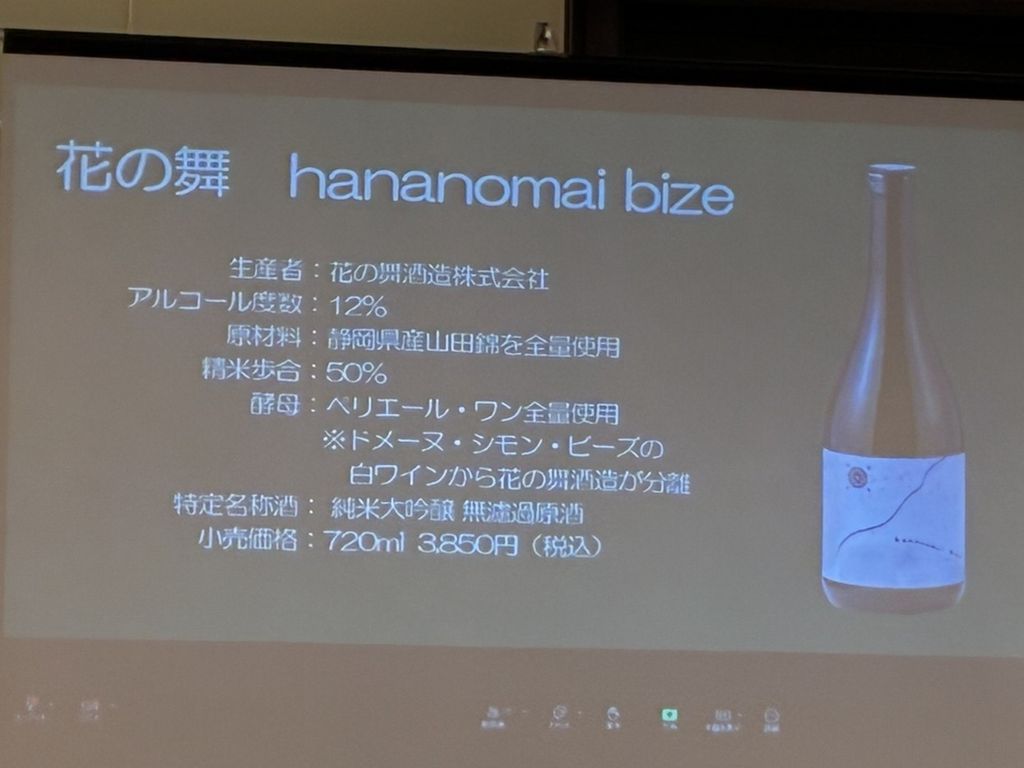 花の舞　hananomai bize
生産者：花の舞酒造株式会社
アルコール度数：12%
原材料：静岡県産山田錦を全量使用
精米歩合：50%
酵母：ペリエール・ワン全量使用
※ドメーヌ・シモン・ビーズの
白ワインから花の舞酒造が分離
特定名称酒：純米大吟醸 無濾過原酒
小売価格：720ml 3,850円（税込）